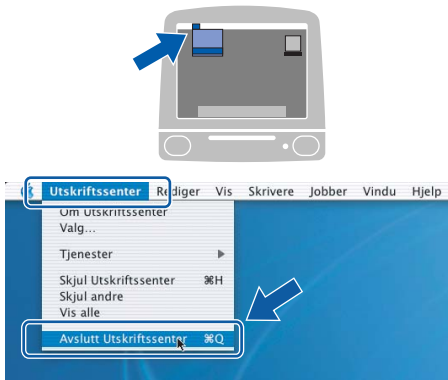 Utskriftssenter Rediger Vis Skrivere Jobber Vindu Hjelp
Om Utskriftssenter
Valg...
Tjenester
Skjul Utskriftssenter ⌘H
Skjul andre
Vis alle
Avslutt Utskriftssenter ⌘Q